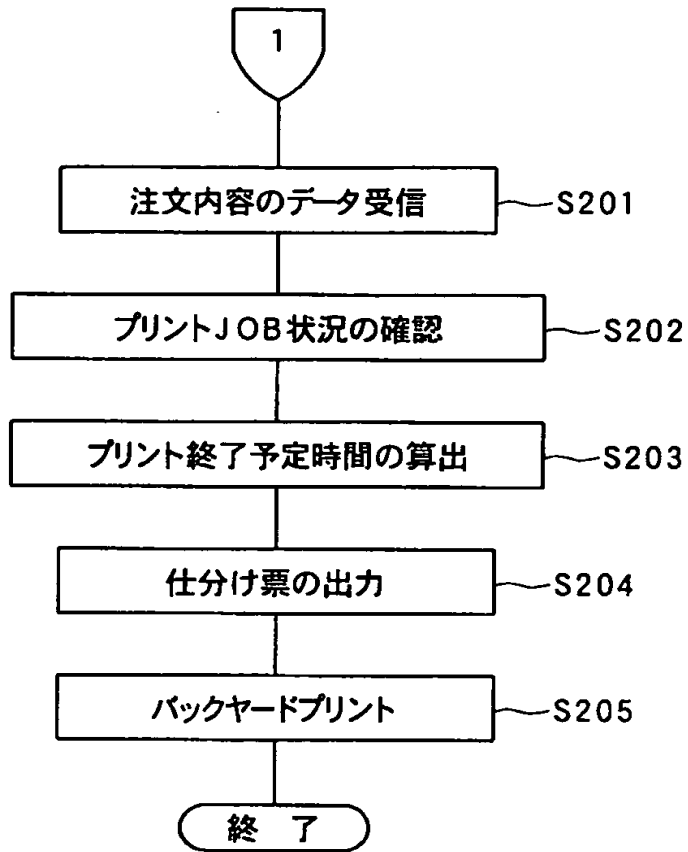 1
注文内容のデータ受信 S201
プリントJOB状況の確認 S202
プリント終了予定時間の算出 S203
仕分け票の出力 S204
バックヤードプリント S205
終 了